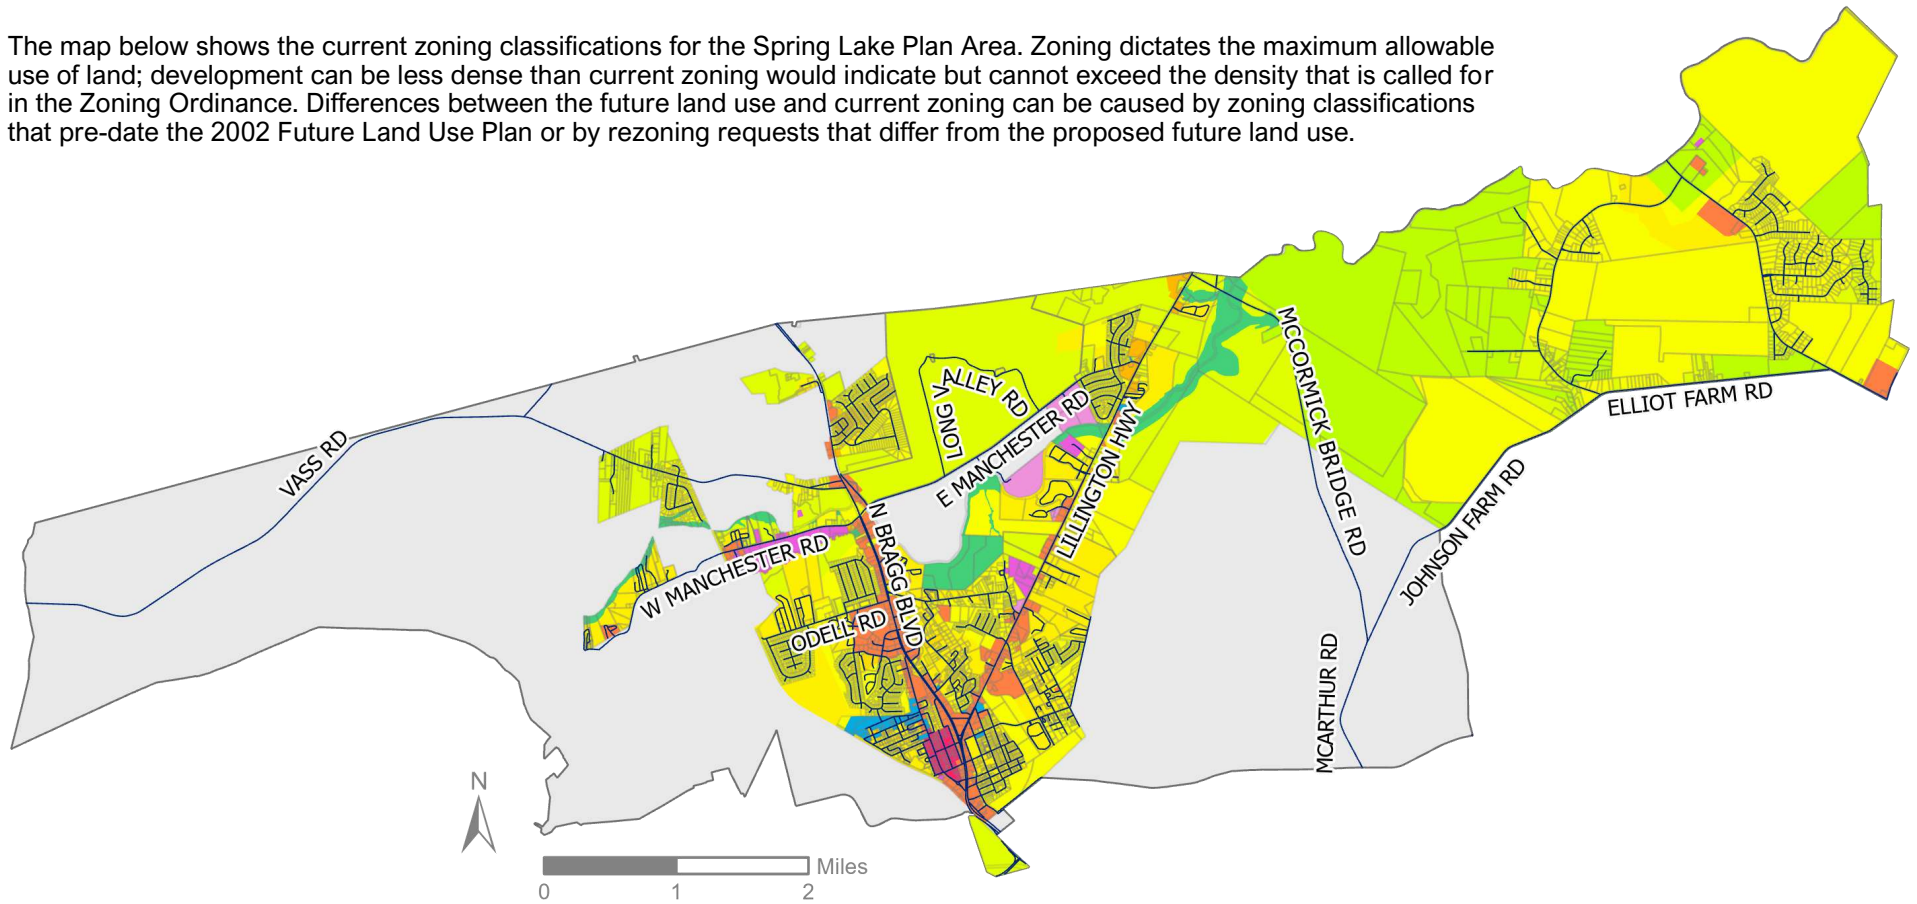 The map below shows the current zoning classifications for the Spring Lake Plan Area. Zoning dictates the maximum allowable
use of land; development can be less dense than current zoning would indicate but cannot exceed the density that is called for
in the Zoning Ordinance. Differences between the future land use and current zoning can be caused by zoning classifications
that pre-date the 2002 Future Land Use Plan or by rezoning requests that differ from the proposed future land use.
VASS RD
LONG VALLEY RD
E MANCHESTER RD
LILLINGTON HWY
MCCORMICK BRIDGE RD
ELLIOT FARM RD
JOHNSON FARM RD
W MANCHESTER RD
N BRAGG BLVD
ODELL RD
MCARTHUR RD
N
Miles
0 1 2